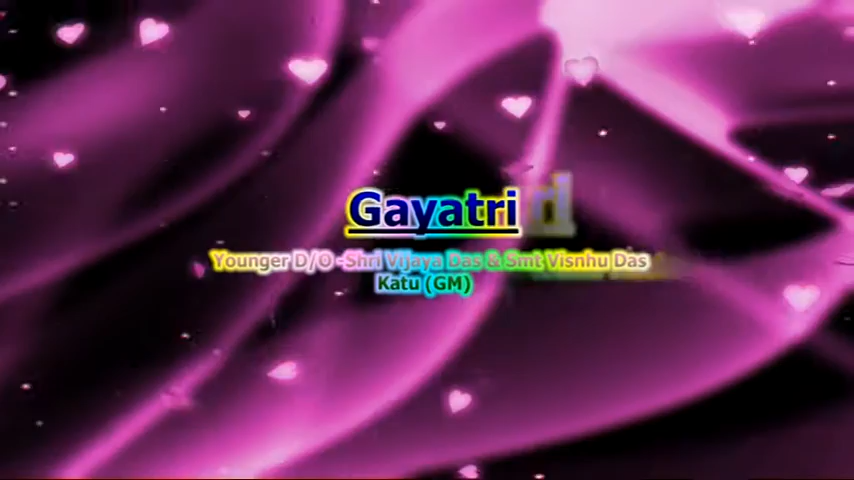 Gayatri
Younger D/O -Shri Vijaya Das & Smt Visnhu Das
Katu (GM)